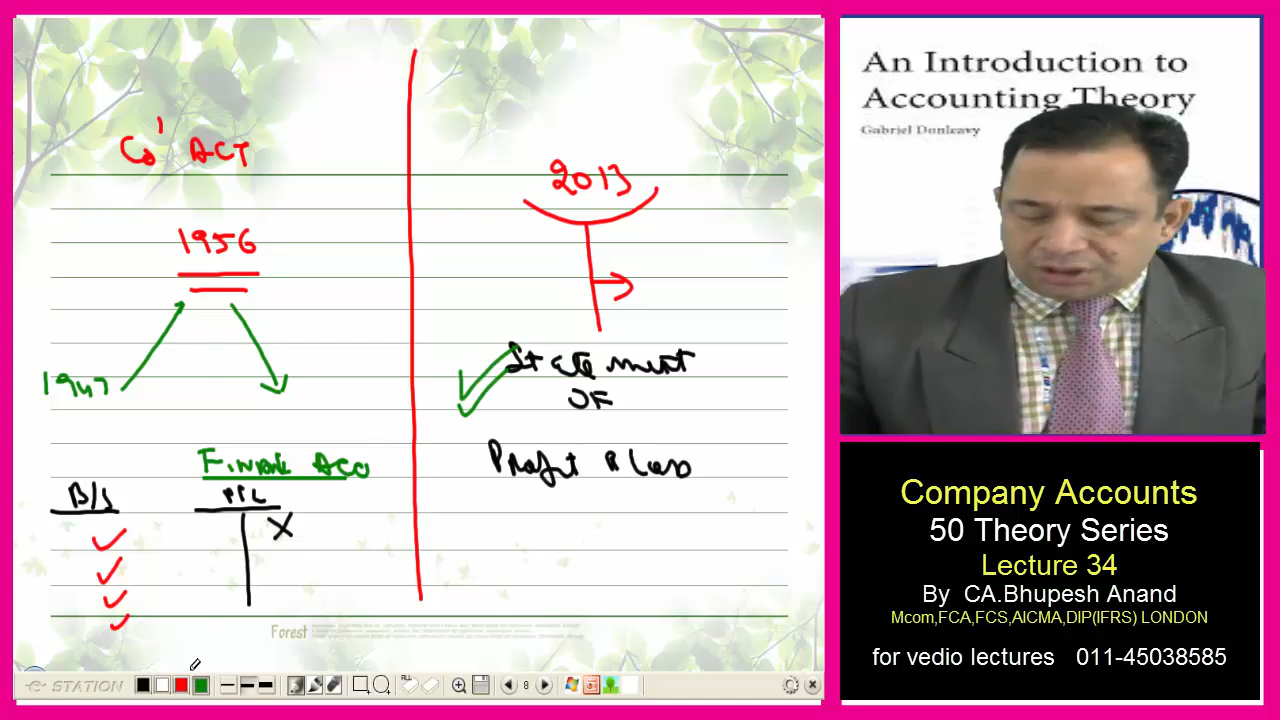 Co' ACT
1956
1947
B/S
P/L
X
2013
Statement
OF
Profit & Loss
Forest
e-STATION
ALL
8
An Introduction to
Accounting Theory
Gabriel Donleavy
Company Accounts
50 Theory Series
Lecture 34
By CA.Bhupesh Anand
Mcom,FCA,FCS,AICMA,DIP(IFRS) LONDON
for vedio lectures 011-45038585